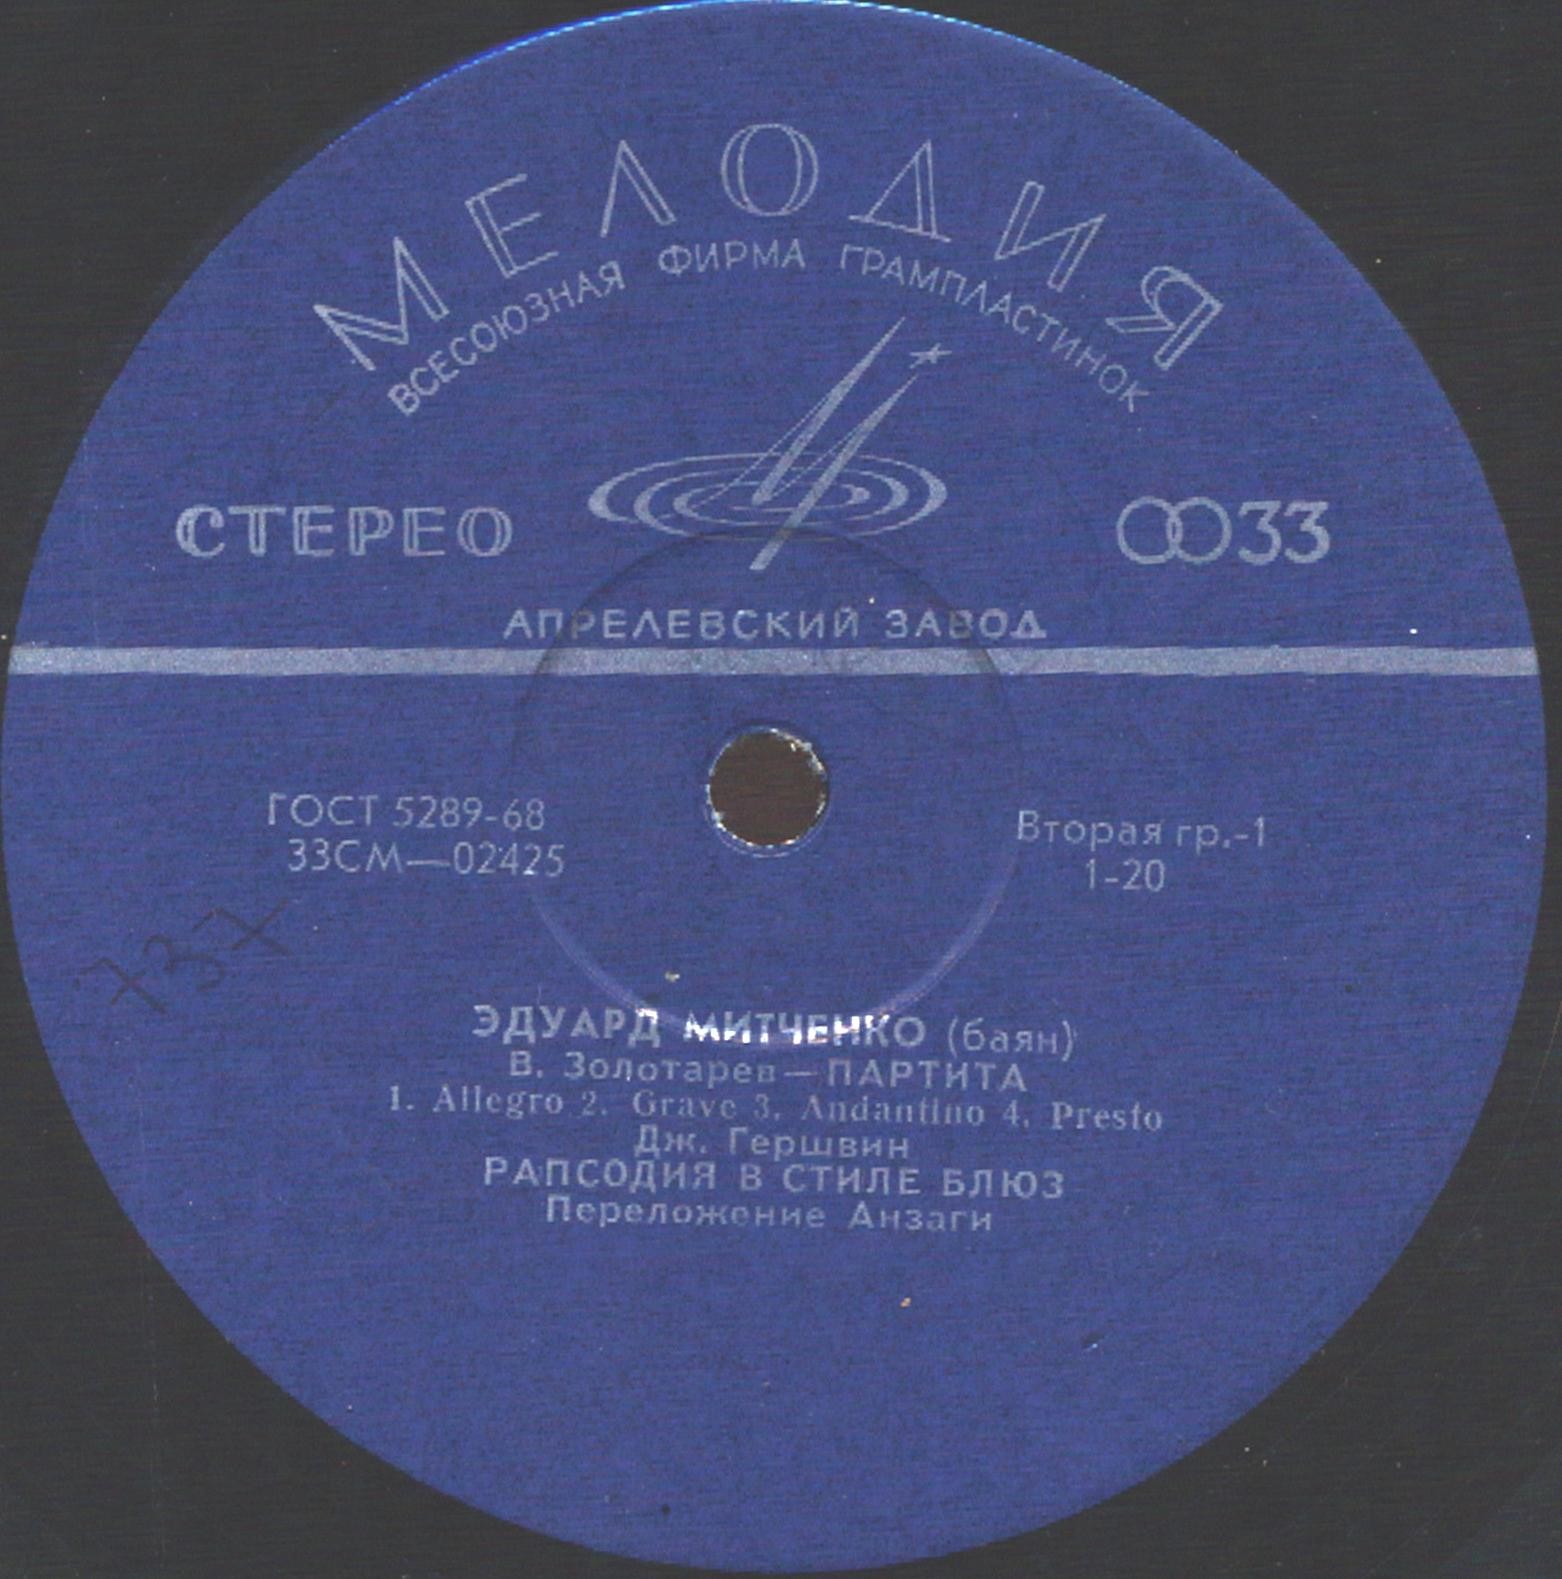 МЕЛОДИЯ
ВСЕСОЮЗНАЯ ФИРМА ГРАМПЛАСТИНОК
СТЕРЕО
33
АПРЕЛЕВСКИЙ ЗАВОД
ГОСТ 5289-68
33СМ—02425
Вторая гр.-1
1-20
737
ЭДУАРД МИТЧЕНКО (баян)
В. Золотарев—ПАРТИТА
1. Allegro 2. Grave 3. Andantino 4. Presto
Дж. Гершвин
РАПСОДИЯ В СТИЛЕ БЛЮЗ
Переложение Анзаги